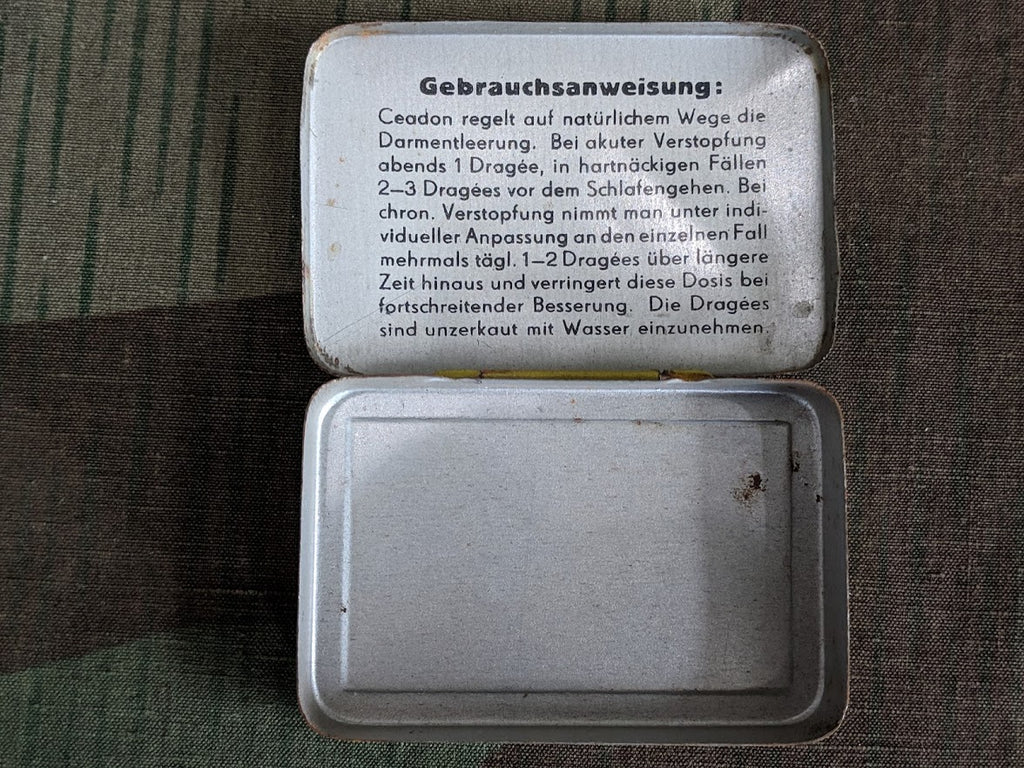 Gebrauchsanweisung:
Ceadon regelt auf natürlichem Wege die
Darmentleerung. Bei akuter Verstopfung
abends 1 Dragée, in hartnäckigen Fällen
2—3 Dragées vor dem Schlafengehen. Bei
chron. Verstopfung nimmt man unter indi-
vidueller Anpassung an den einzelnen Fall
mehrmals tägl. 1—2 Dragées über längere
Zeit hinaus und verringert diese Dosis bei
fortschreitender Besserung. Die Dragées
sind unzerkaut mit Wasser einzunehmen.